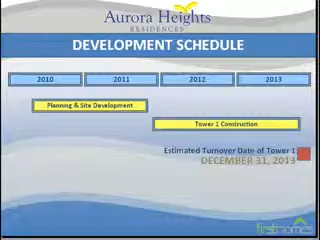 Aurora Heights
RESIDENCES
DEVELOPMENT SCHEDULE
2010 2011 2012 2013
Planning & Site Development
Tower 1 Construction
Estimated Turnover Date of Tower 1
DECEMBER 31, 2013